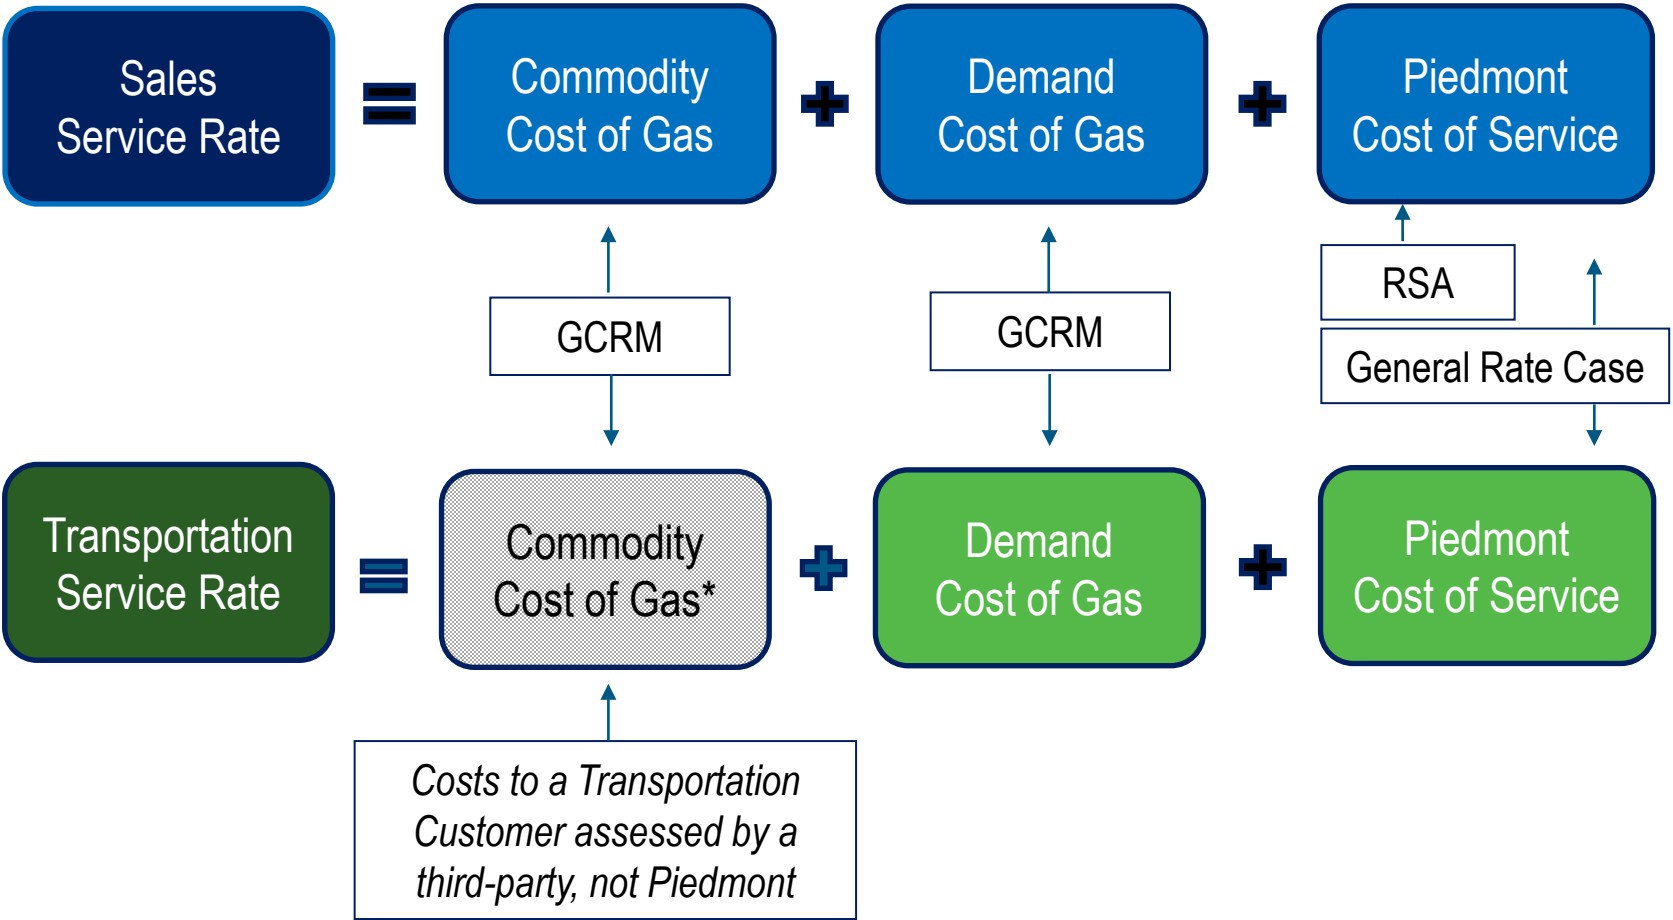 Sales
Service Rate
=
Commodity
Cost of Gas
+
Demand
Cost of Gas
+
Piedmont
Cost of Service
GCRM
GCRM
RSA
General Rate Case
Transportation
Service Rate
=
Commodity
Cost of Gas*
+
Demand
Cost of Gas
+
Piedmont
Cost of Service
Costs to a Transportation
Customer assessed by a
third-party, not Piedmont